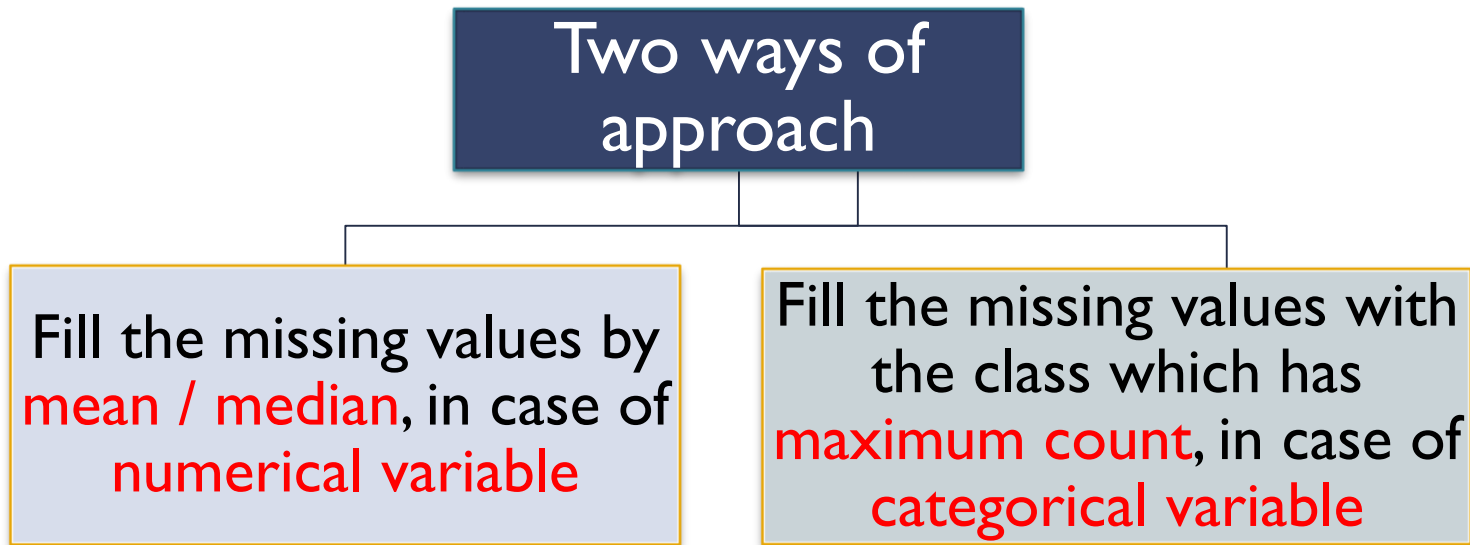 Two ways of
approach
Fill the missing values by
mean / median, in case of
numerical variable
Fill the missing values with
the class which has
maximum count, in case of
categorical variable